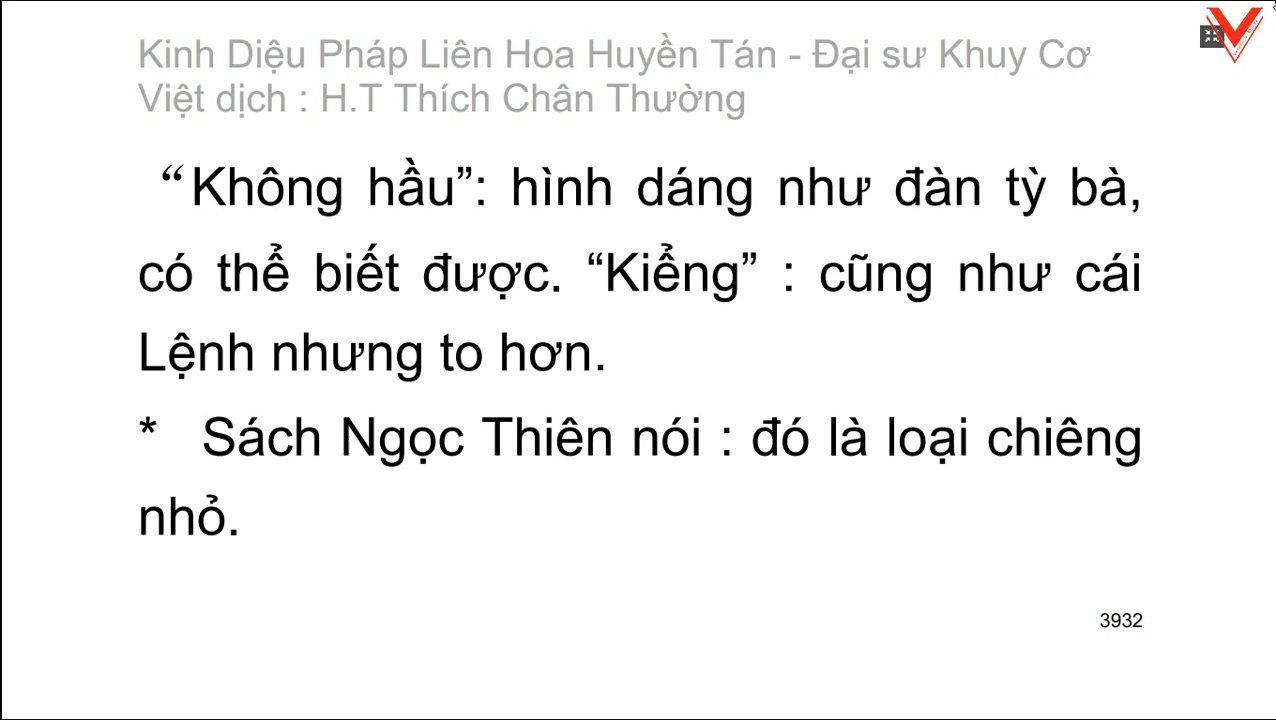 Kinh Diệu Pháp Liên Hoa Huyền Tán - Đại sư Khuy Cơ
Việt dịch : H.T Thích Chân Thường
“Không hầu”: hình dáng như đàn tỳ bà,
có thể biết được. “Kiểng” : cũng như cái
Lệnh nhưng to hơn.
* Sách Ngọc Thiên nói : đó là loại chiêng
nhỏ.
3932